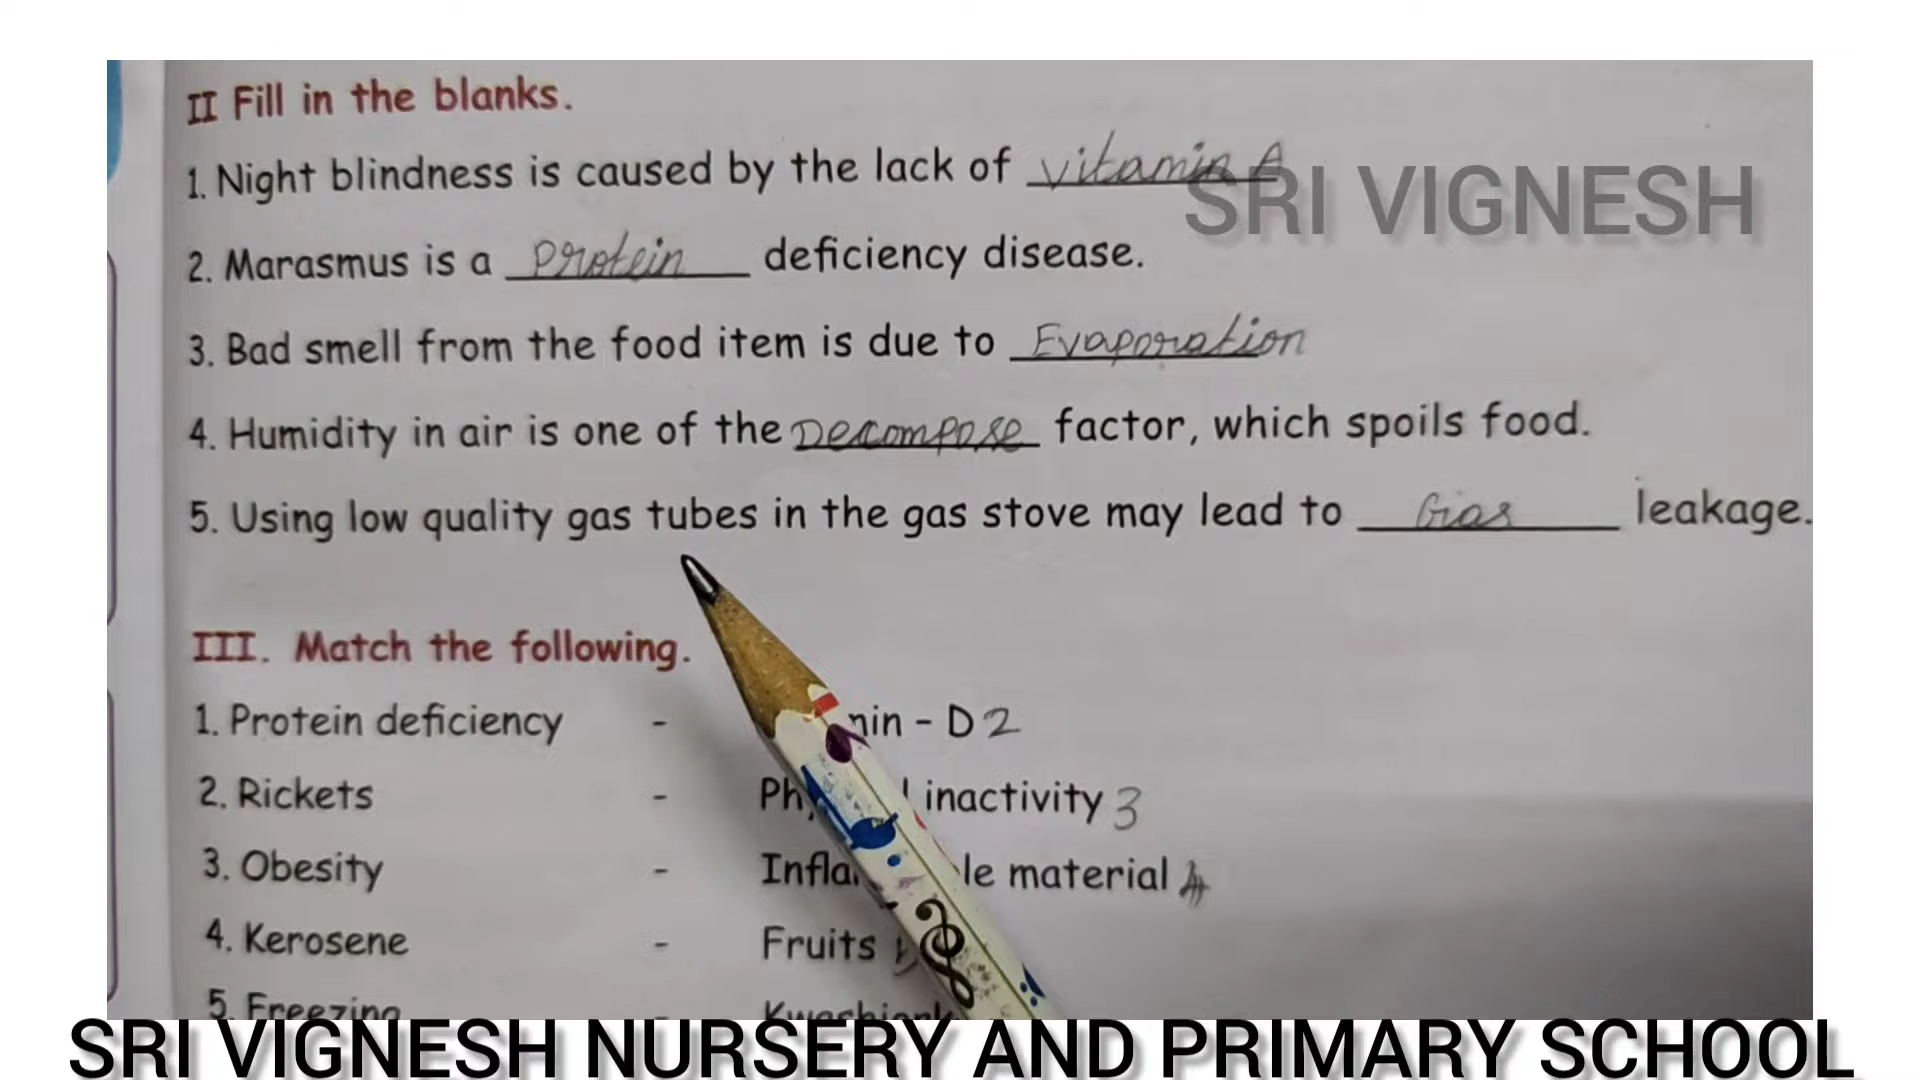 II Fill in the blanks.
1. Night blindness is caused by the lack of vitamin A
SRI VIGNESH
2. Marasmus is a protein deficiency disease.
3. Bad smell from the food item is due to Evaporation
4. Humidity in air is one of the Decompose factor, which spoils food.
5. Using low quality gas tubes in the gas stove may lead to Gas leakage.
III. Match the following.
1. Protein deficiency - min - D 2
2. Rickets - inactivity 3
3. Obesity - material 4
4. Kerosene - Fruits
5. Freezing -
SRI VIGNESH NURSERY AND PRIMARY SCHOOL